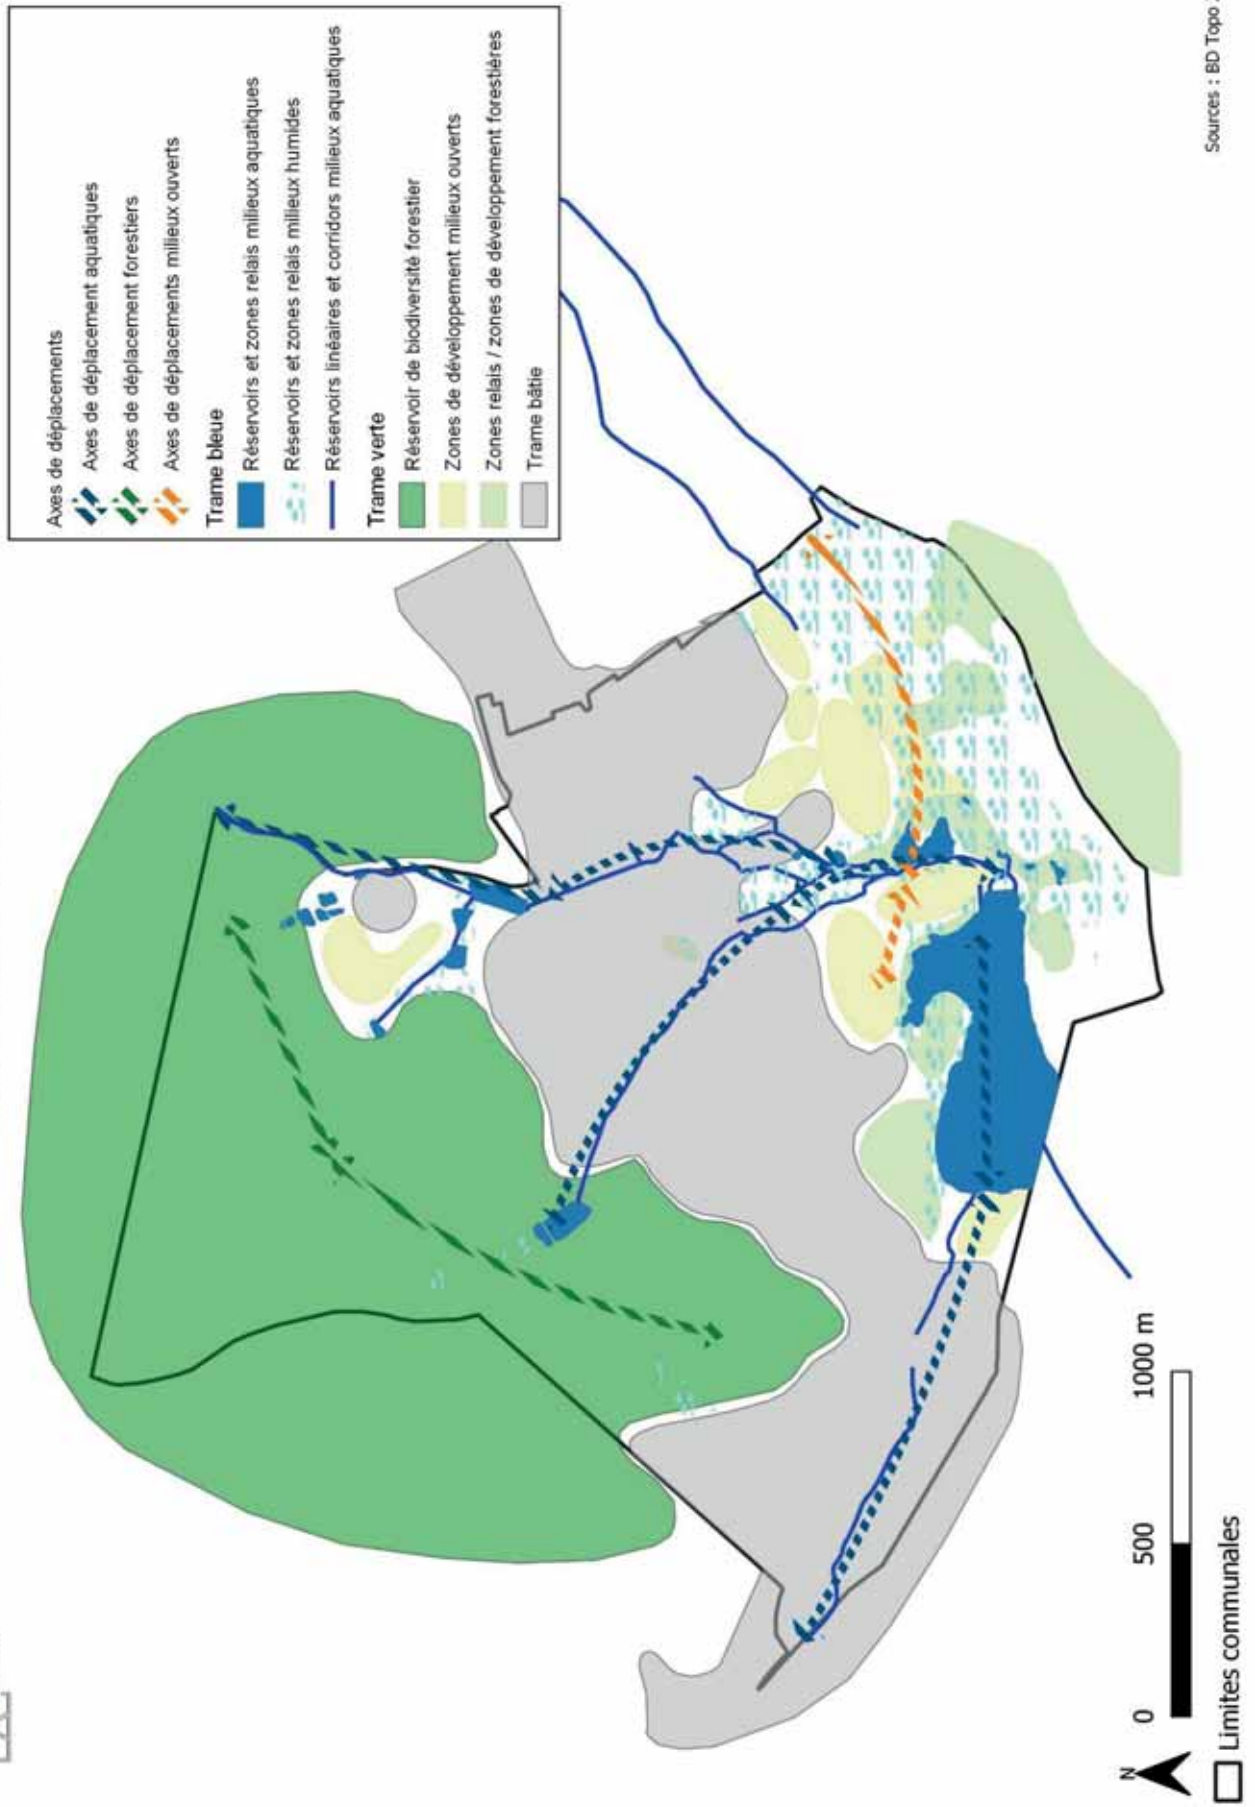 Axes de déplacements
Axes de déplacement aquatiques
Axes de déplacement forestiers
Axes de déplacements milieux ouverts
Trame bleue
Réservoirs et zones relais milieux aquatiques
Réservoirs et zones relais milieux humides
Réservoirs linéaires et corridors milieux aquatiques
Trame verte
Réservoir de biodiversité forestier
Zones de développement milieux ouverts
Zones relais / zones de développement forestières
Trame bâtie
N
0 500 1000 m
Limites communales
Sources : BD Topo